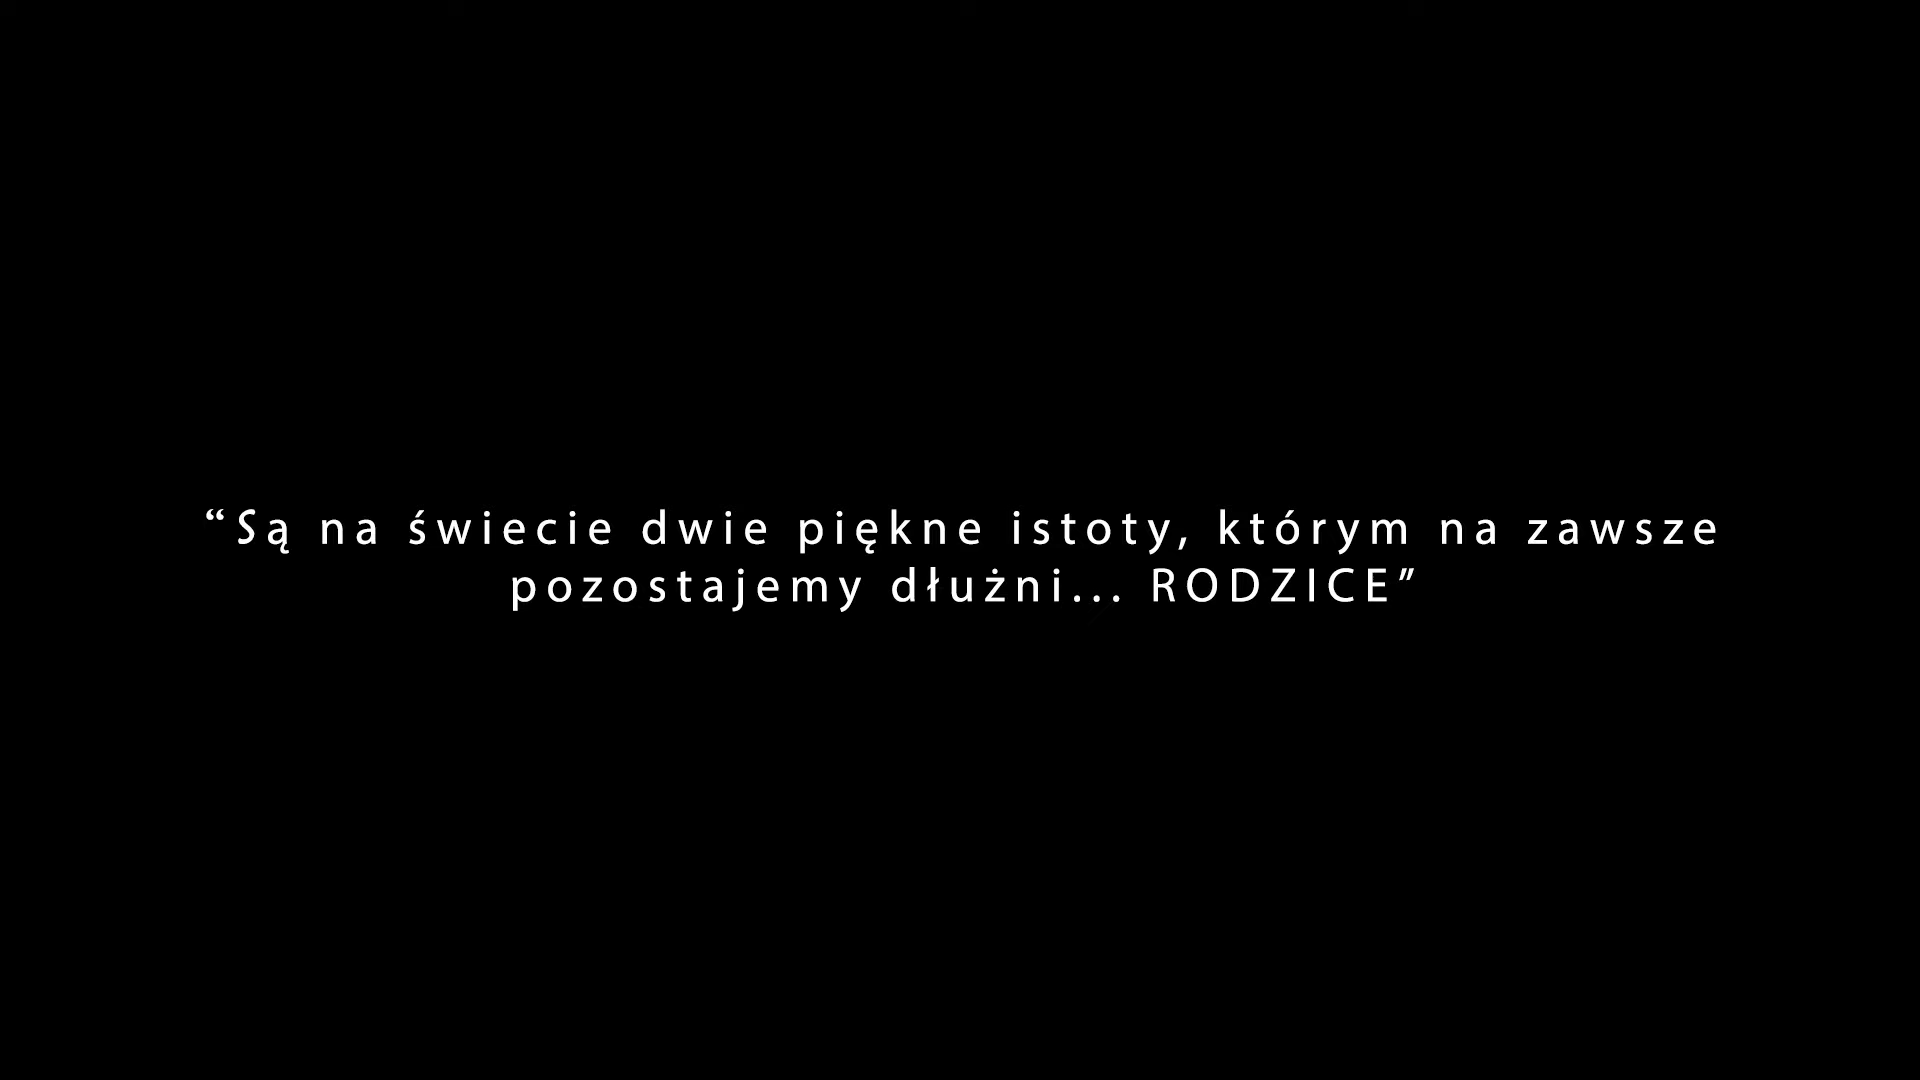 “Są na świecie dwie piękne istoty, którym na zawsze
pozostajemy dłużni... RODZICE”